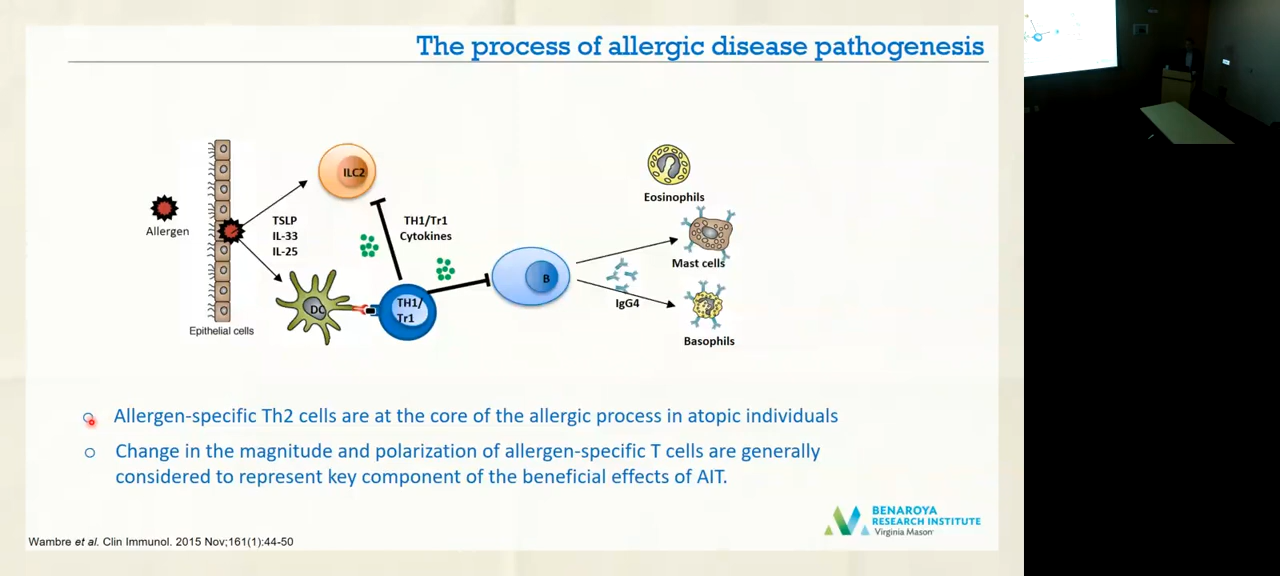 The process of allergic disease pathogenesis
ILC2
Allergen
TSLP
IL-33
IL-25
TH1/Tr1
Cytokines
Eosinophils
Mast cells
B
IgG4
DC
TH1/
Tr1
Epithelial cells
Basophils
Allergen-specific Th2 cells are at the core of the allergic process in atopic individuals
Change in the magnitude and polarization of allergen-specific T cells are generally
considered to represent key component of the beneficial effects of AIT.
BENAROYA
RESEARCH INSTITUTE
Virginia Mason
Wambre et al. Clin Immunol. 2015 Nov;161(1):44-50